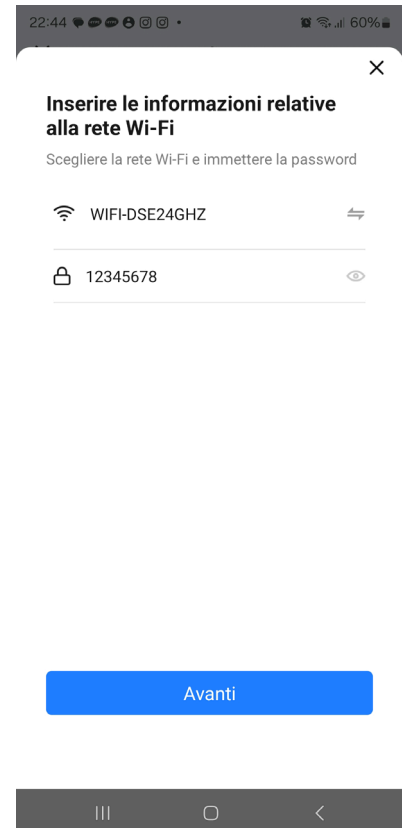 22:44 60%
Inserire le informazioni relative
alla rete Wi-Fi
Scegliere la rete Wi-Fi e immettere la password
WIFI-DSE24GHZ
12345678
Avanti